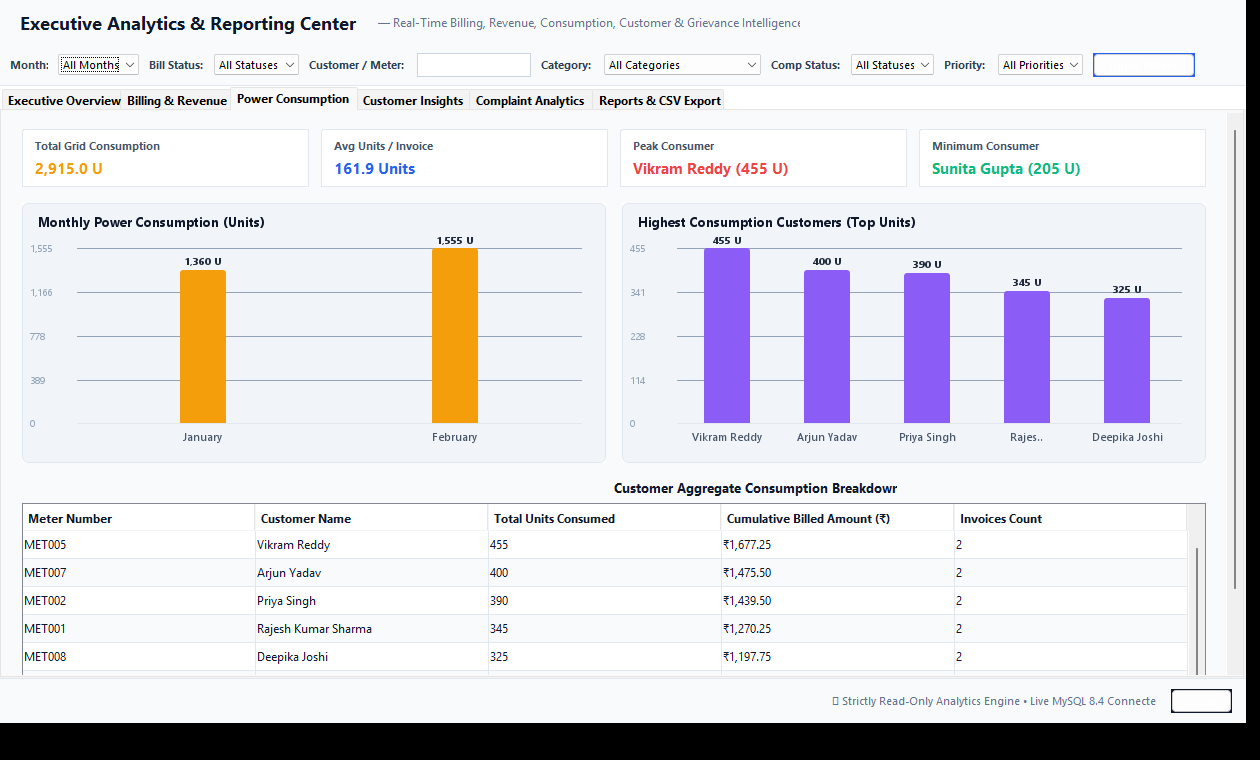 Executive Analytics & Reporting Center — Real-Time Billing, Revenue, Consumption, Customer & Grievance Intelligence
Month: All Months Bill Status: All Statuses Customer / Meter: Category: All Categories Comp Status: All Statuses Priority: All Priorities
Executive Overview Billing & Revenue Power Consumption Customer Insights Complaint Analytics Reports & CSV Export
Total Grid Consumption
2,915.0 U
Avg Units / Invoice
161.9 Units
Peak Consumer
Vikram Reddy (455 U)
Minimum Consumer
Sunita Gupta (205 U)
Monthly Power Consumption (Units)
1,555
1,166
778
389
0
1,360 U
1,555 U
January February
Highest Consumption Customers (Top Units)
455
341
228
114
0
455 U
400 U
390 U
345 U
325 U
Vikram Reddy Arjun Yadav Priya Singh Rajes.. Deepika Joshi
Customer Aggregate Consumption Breakdowr
Meter Number Customer Name Total Units Consumed Cumulative Billed Amount (₹) Invoices Count
MET005 Vikram Reddy 455 ₹1,677.25 2
MET007 Arjun Yadav 400 ₹1,475.50 2
MET002 Priya Singh 390 ₹1,439.50 2
MET001 Rajesh Kumar Sharma 345 ₹1,270.25 2
MET008 Deepika Joshi 325 ₹1,197.75 2
Strictly Read-Only Analytics Engine • Live MySQL 8.4 Connecte